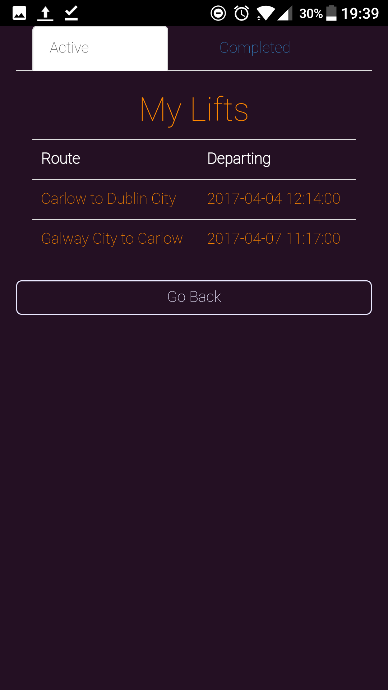 30% 19:39
Active Completed
My Lifts
Route Departing
Carlow to Dublin City 2017-04-04 12:14:00
Galway City to Carlow 2017-04-07 11:17:00
Go Back